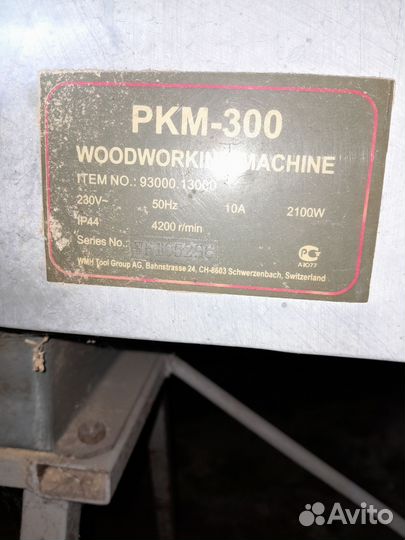 PKM-300
WOODWORKING MACHINE
ITEM NO.: 93000.13000
230V~ 50Hz 10A 2100W
IP44 4200 r/min
Series No.:
WMH Tool Group AG, Bahnstrasse 24, CH-8603 Schwerzenbach, Switzerland
Avito